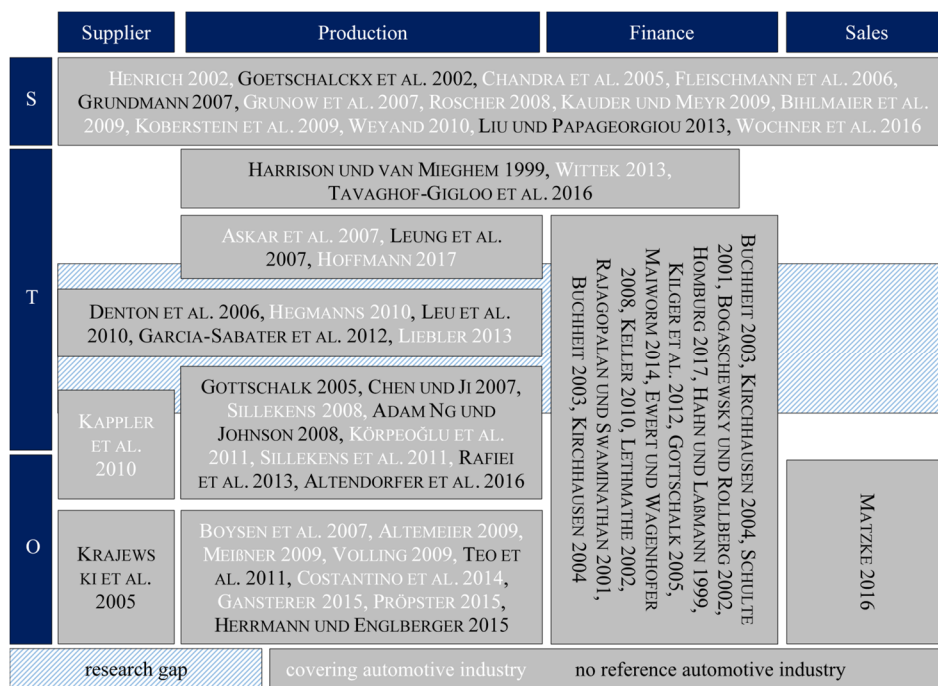 Supplier
Production
Finance
Sales
S
HENRICH 2002, GOETSCHALCKX ET AL. 2002, CHANDRA ET AL. 2005, FLEISCHMANN ET AL. 2006,
GRUNDMANN 2007, GRUNOW ET AL. 2007, ROSCHER 2008, KAUDER UND MEYR 2009, BIHLMAIER ET AL.
2009, KOBERSTEIN ET AL. 2009, WEYAND 2010, LIU UND PAPAGEORGIOU 2013, WOCHNER ET AL. 2016
T
HARRISON UND VAN MIEGHEM 1999, WITTEK 2013,
TAVAGHOF-GIGLOO ET AL. 2016
ASKAR ET AL. 2007, LEUNG ET AL.
2007, HOFFMANN 2017
DENTON ET AL. 2006, HEGMANNS 2010, LEU ET AL.
2010, GARCIA-SABATER ET AL. 2012, LIEBLER 2013
KAPPLER
ET AL.
2010
GOTTSCHALK 2005, CHEN UND JI 2007,
SILLEKENS 2008, ADAM NG UND
JOHNSON 2008, KÖRPEOĞLU ET AL.
2011, SILLEKENS ET AL. 2011, RAFIEI
ET AL. 2013, ALTENDORFER ET AL. 2016
BUCHHEIT 2003, KIRCHHAUSEN 2004, SCHULTE
2001, BOGASCHEWSKY UND ROLLBERG 2002,
HOMBURG 2017, HAHN UND LAßMANN 1999,
KILGER ET AL. 2012, GOTTSCHALK 2005,
MAIWORM 2014, EWERT UND WAGENHOFER
2008, KELLER 2010, LETHMATHE 2002,
RAJAGOPALAN UND SWAMINATHAN 2001,
BUCHHEIT 2003, KIRCHHAUSEN 2004
O
KRAJEWS
KI ET AL.
2005
BOYSEN ET AL. 2007, ALTEMEIER 2009,
MEIßNER 2009, VOLLING 2009, TEO ET
AL. 2011, COSTANTINO ET AL. 2014,
GANSTERER 2015, PRÖPSTER 2015,
HERRMANN UND ENGLBERGER 2015
MATZKE 2016
research gap
covering automotive industry
no reference automotive industry